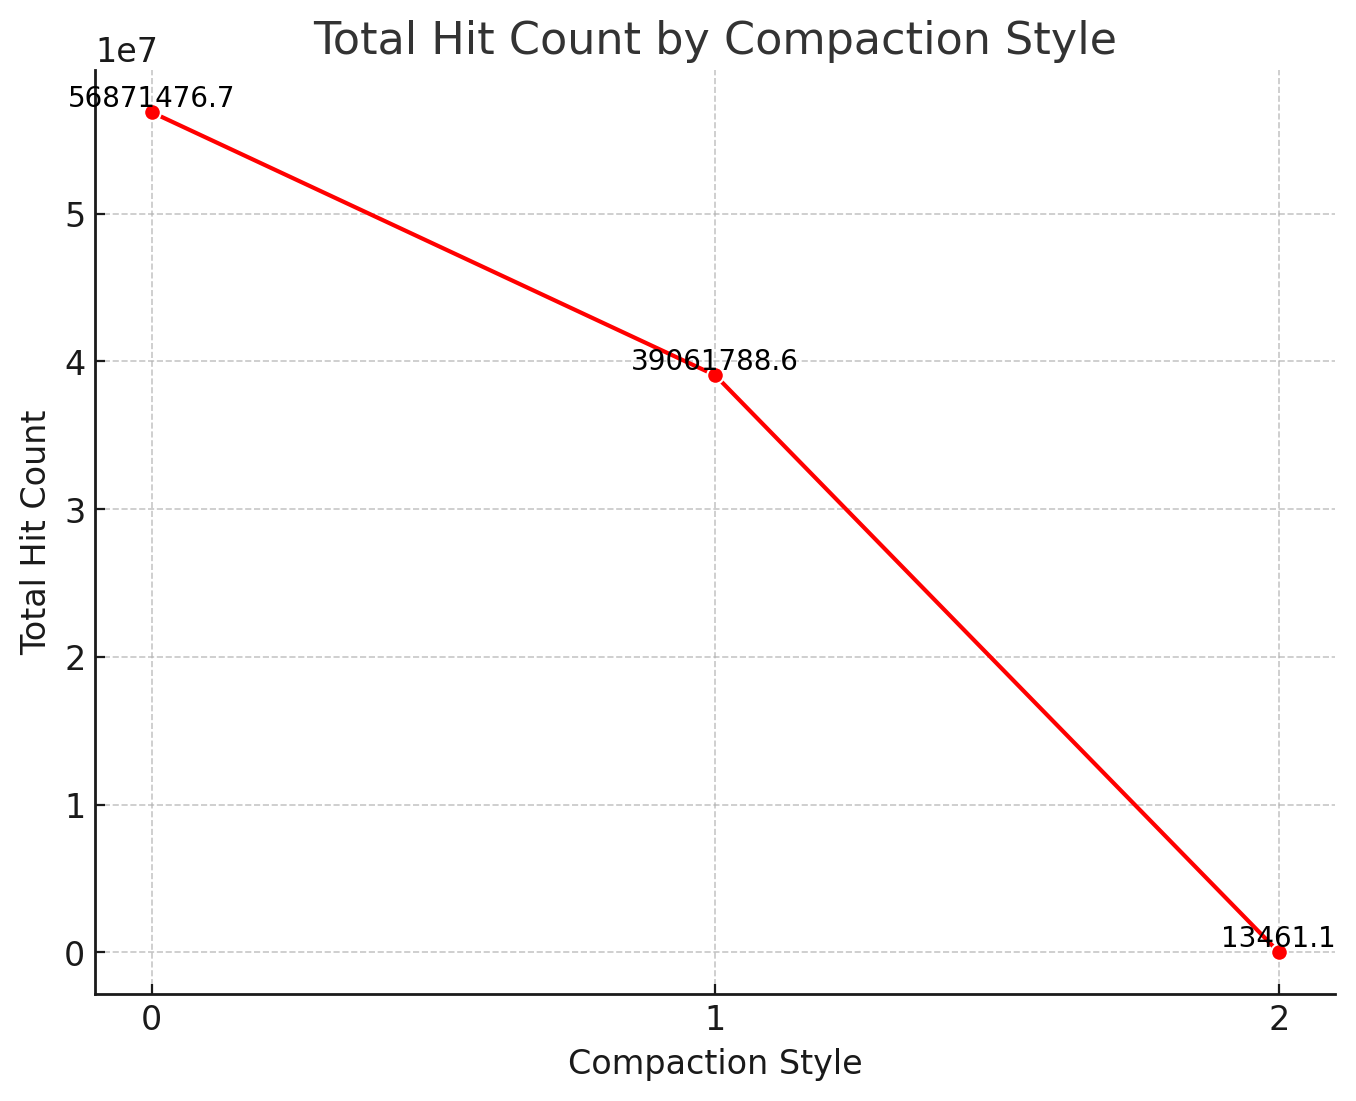 Total Hit Count by Compaction Style
1e7
56871476.7
5
39061788.6
4
3
2
1
13461.1
0
Total Hit Count
0 1 2
Compaction Style